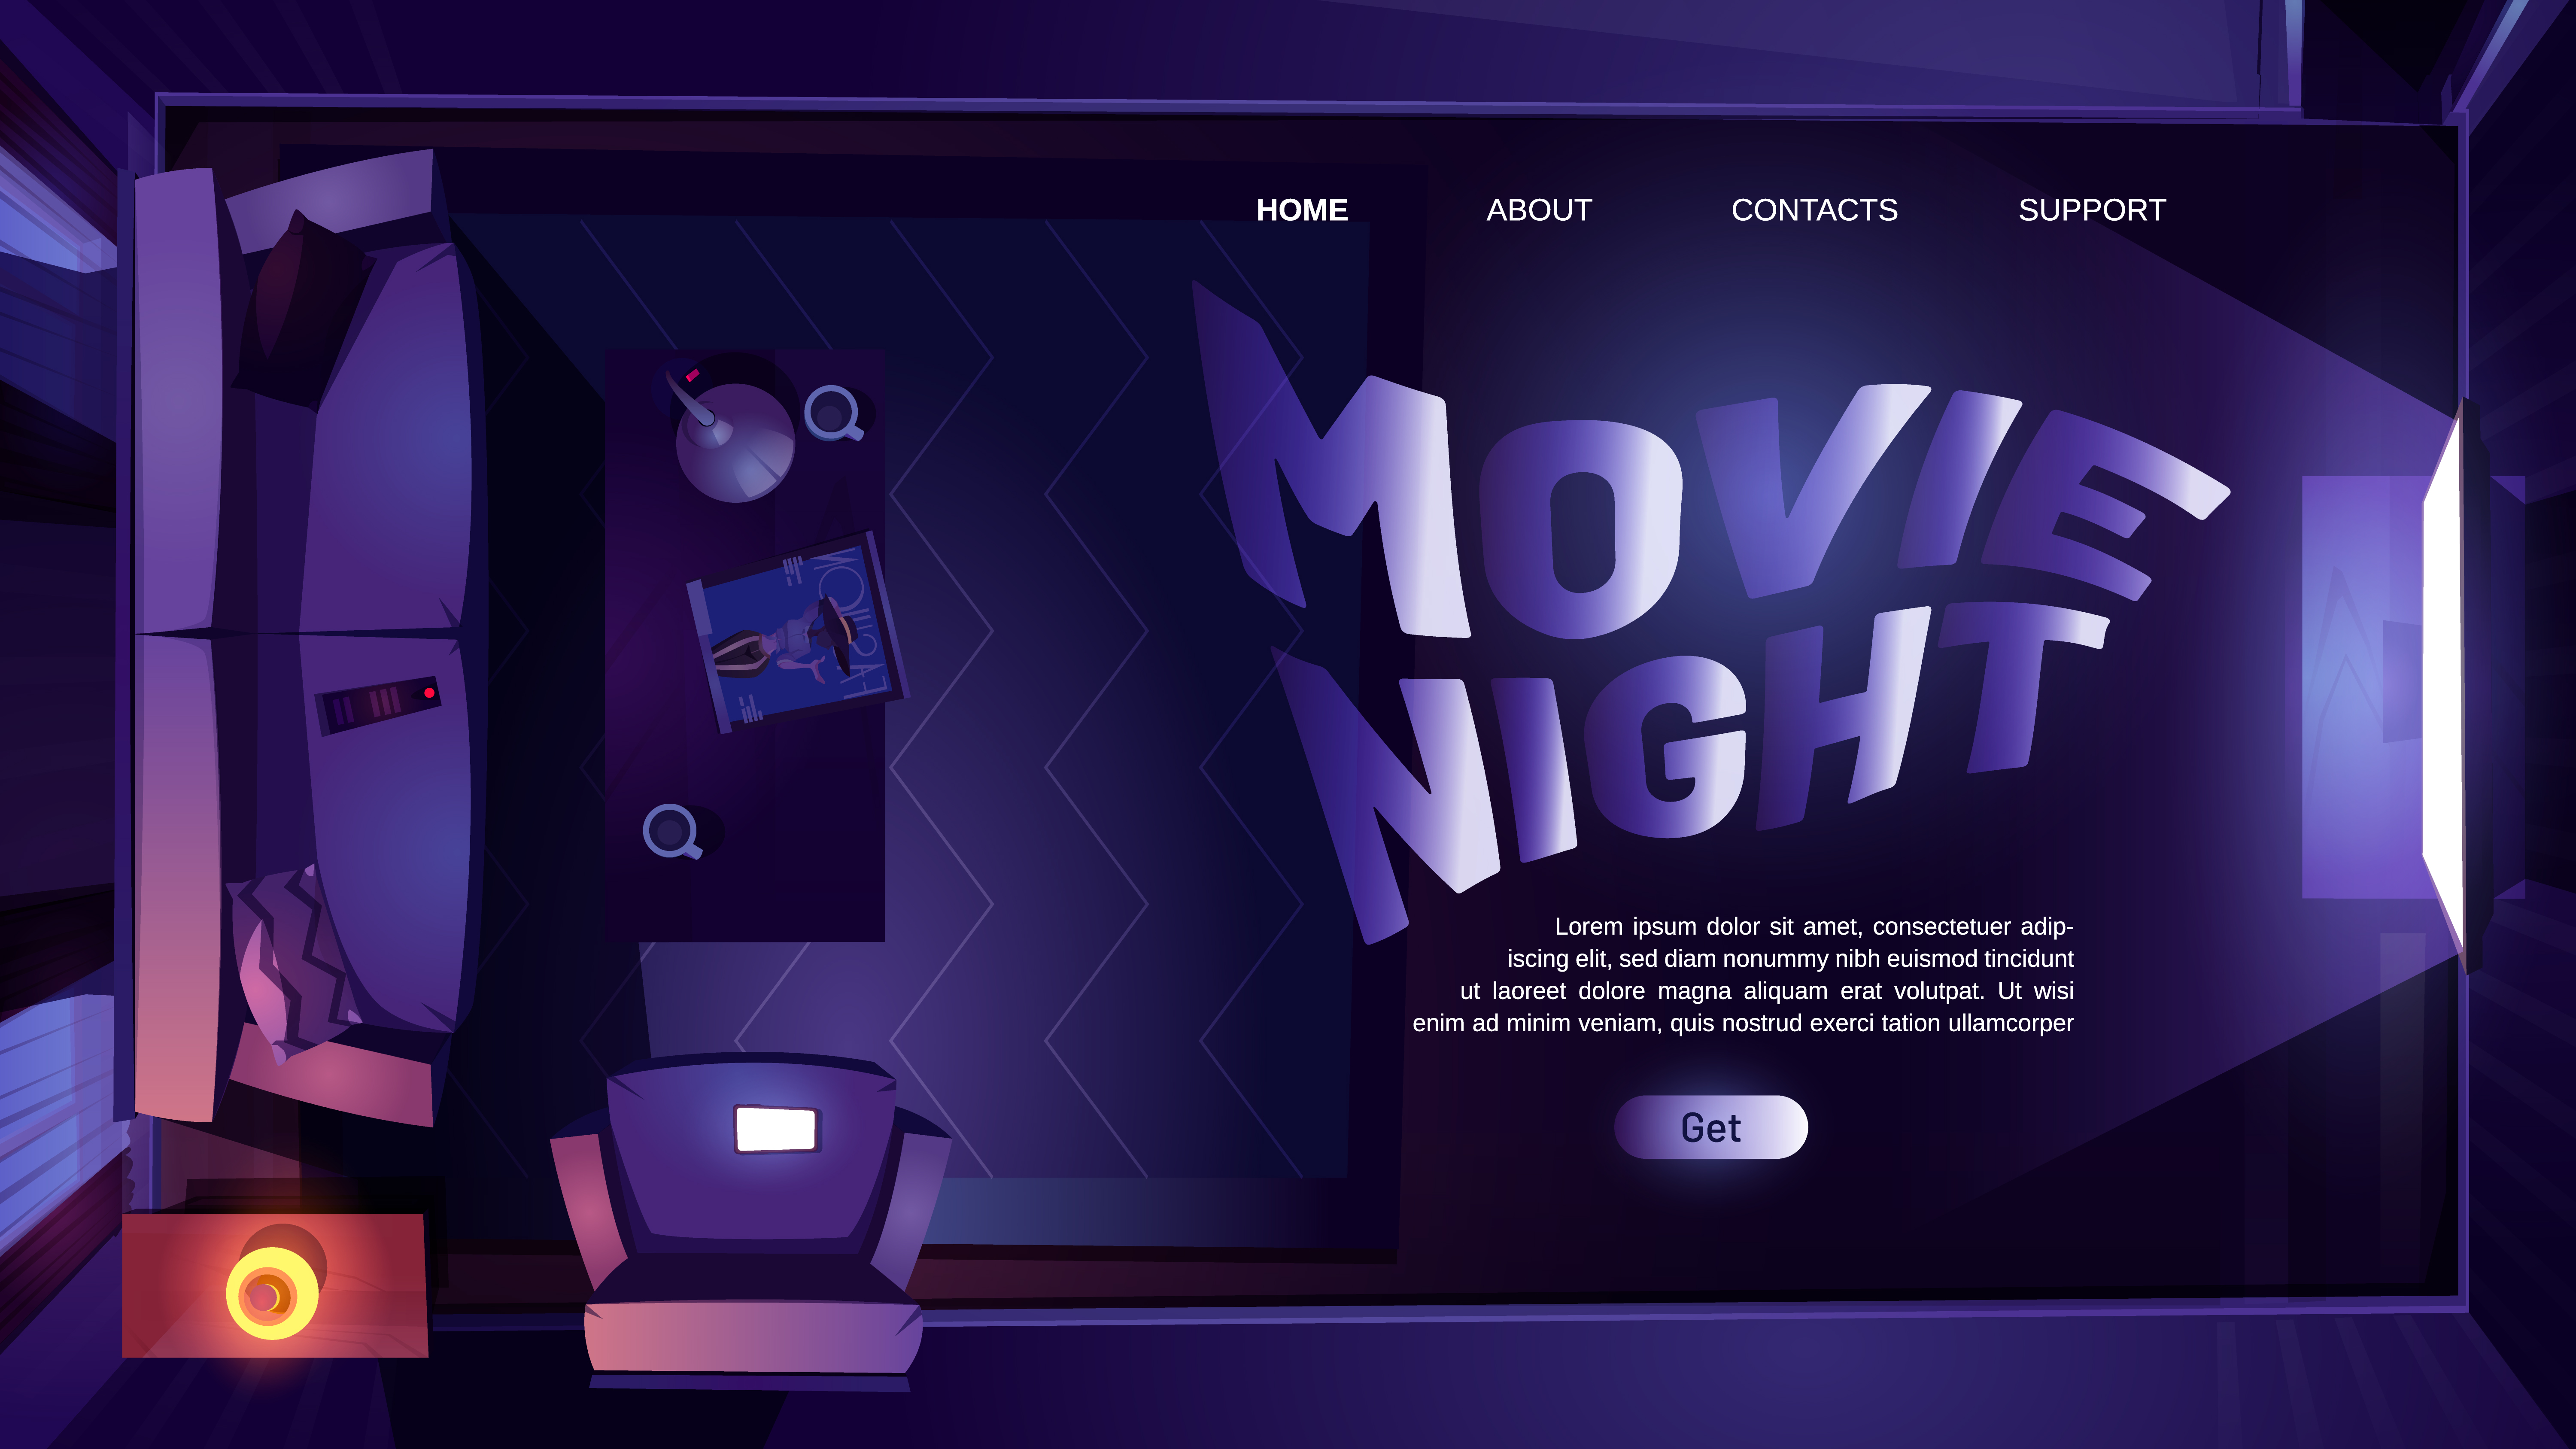 HOME ABOUT CONTACTS SUPPORT
MOVIE
NIGHT
Lorem ipsum dolor sit amet, consectetuer adip-
iscing elit, sed diam nonummy nibh euismod tincidunt
ut laoreet dolore magna aliquam erat volutpat. Ut wisi
enim ad minim veniam, quis nostrud exerci tation ullamcorper
Get